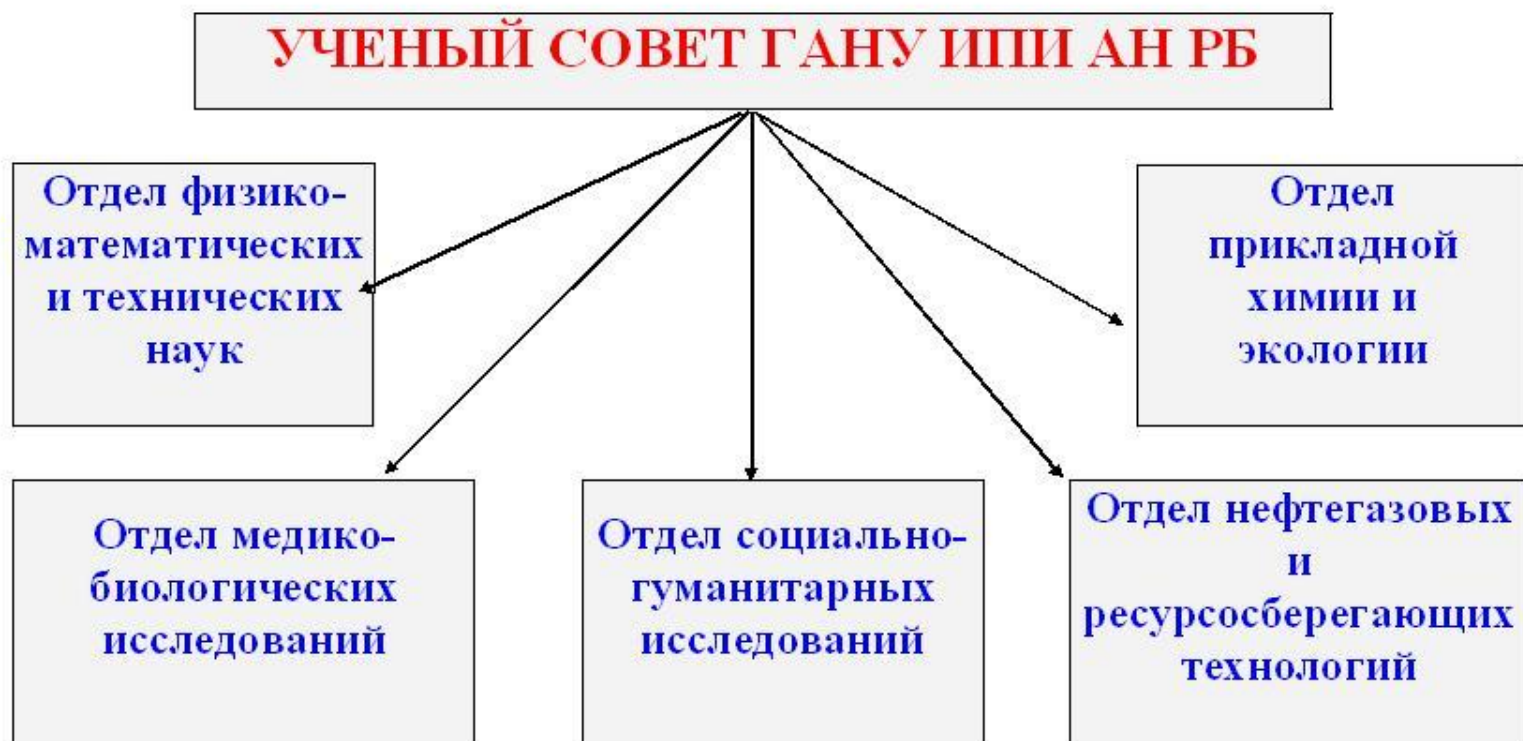 УЧЕНЫЙ СОВЕТ ГАНУ ИПИ АН РБ
Отдел физико-
математических
и технических
наук
Отдел
прикладной
химии и
экологии
Отдел медико-
биологических
исследований
Отдел социально-
гуманитарных
исследований
Отдел нефтегазовых
и
ресурсосберегающих
технологий